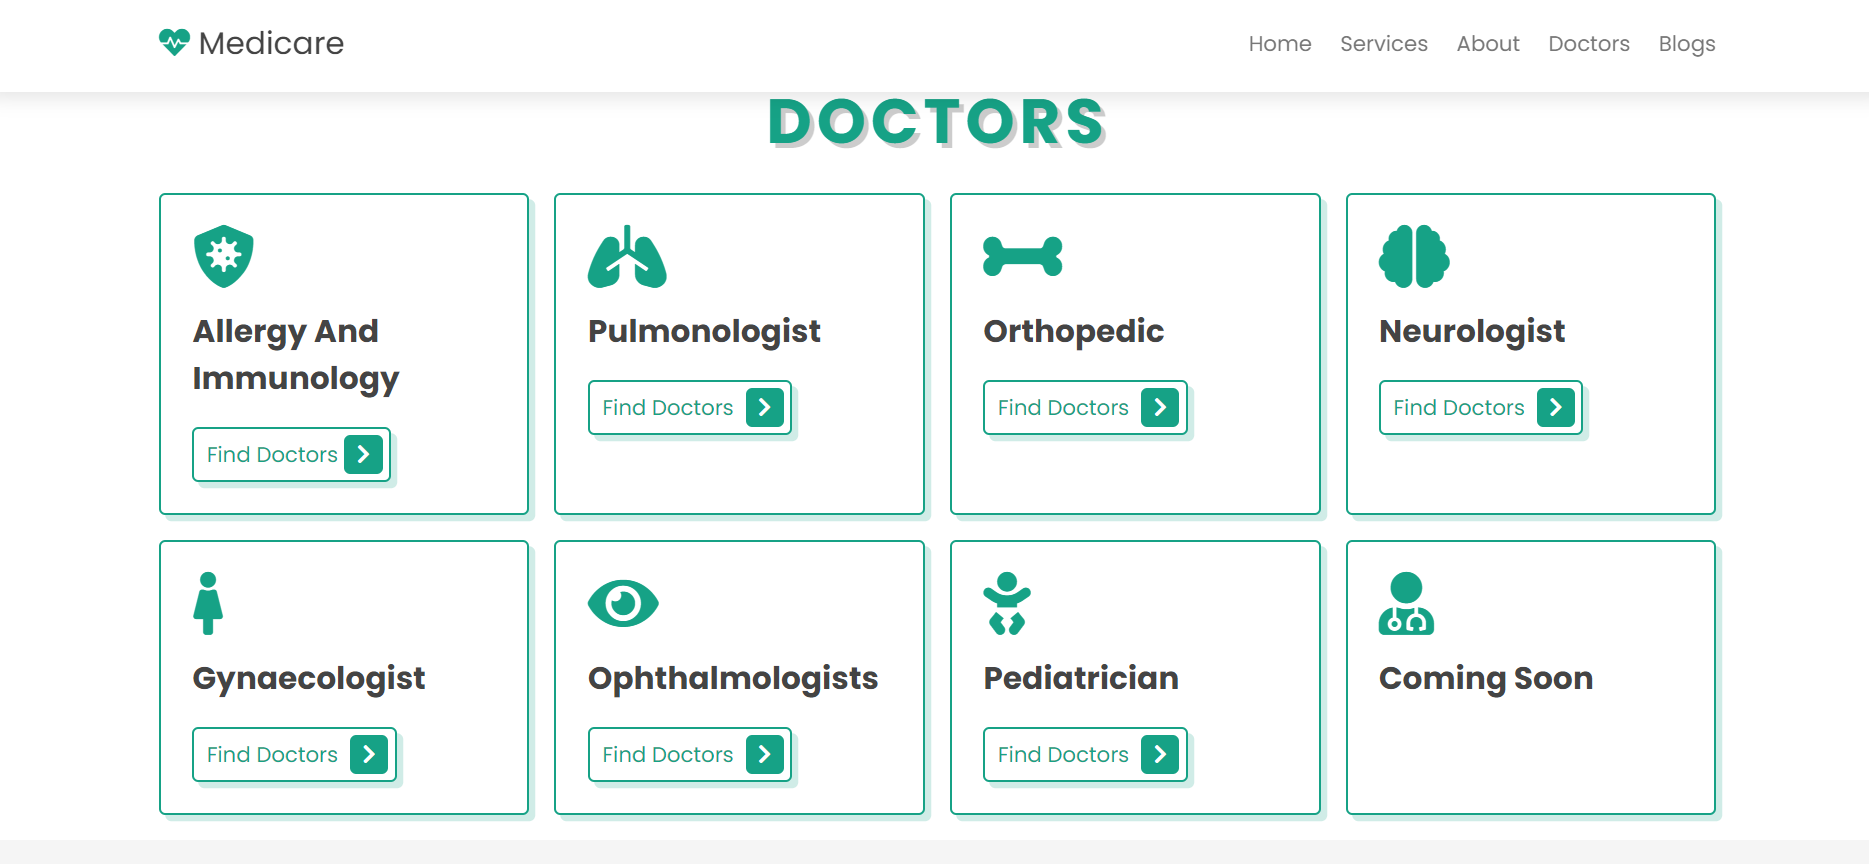 Medicare
Home Services About Doctors Blogs
DOCTORS
Allergy And
Immunology
Find Doctors
Pulmonologist
Find Doctors
Orthopedic
Find Doctors
Neurologist
Find Doctors
Gynaecologist
Find Doctors
Ophthalmologists
Find Doctors
Pediatrician
Find Doctors
Coming Soon